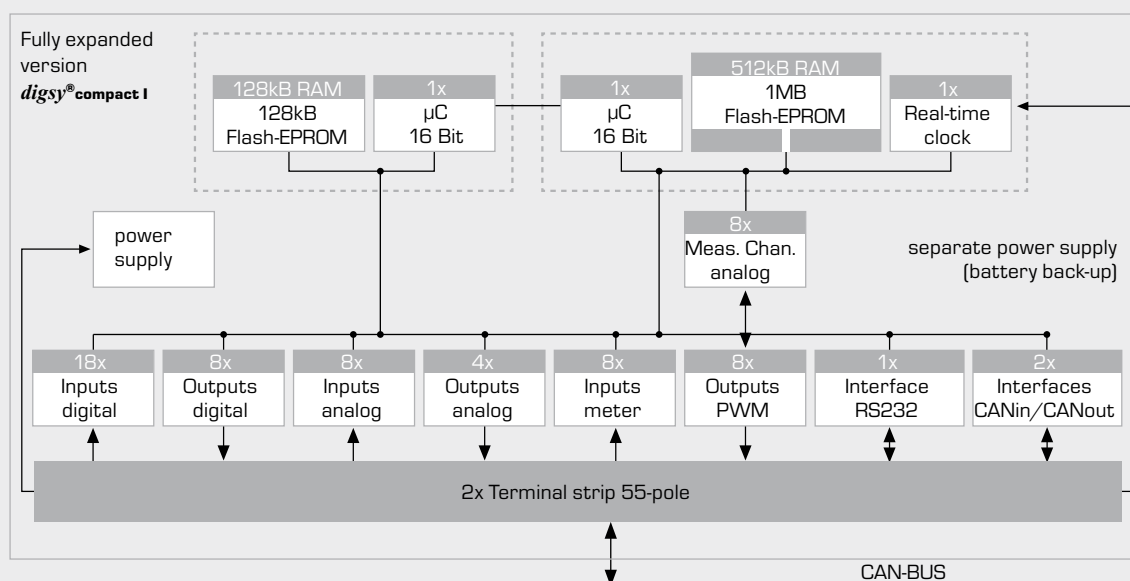 Fully expanded
version
digsy®compact I
128kB RAM
128kB
Flash-EPROM
1x
µC
16 Bit
1x
µC
16 Bit
512kB RAM
1MB
Flash-EPROM
1x
Real-time
clock
power
supply
8x
Meas. Chan.
analog
separate power supply
(battery back-up)
18x
Inputs
digital
8x
Outputs
digital
8x
Inputs
analog
4x
Outputs
analog
8x
Inputs
meter
8x
Outputs
PWM
1x
Interface
RS232
2x
Interfaces
CANin/CANout
2x Terminal strip 55-pole
CAN-BUS